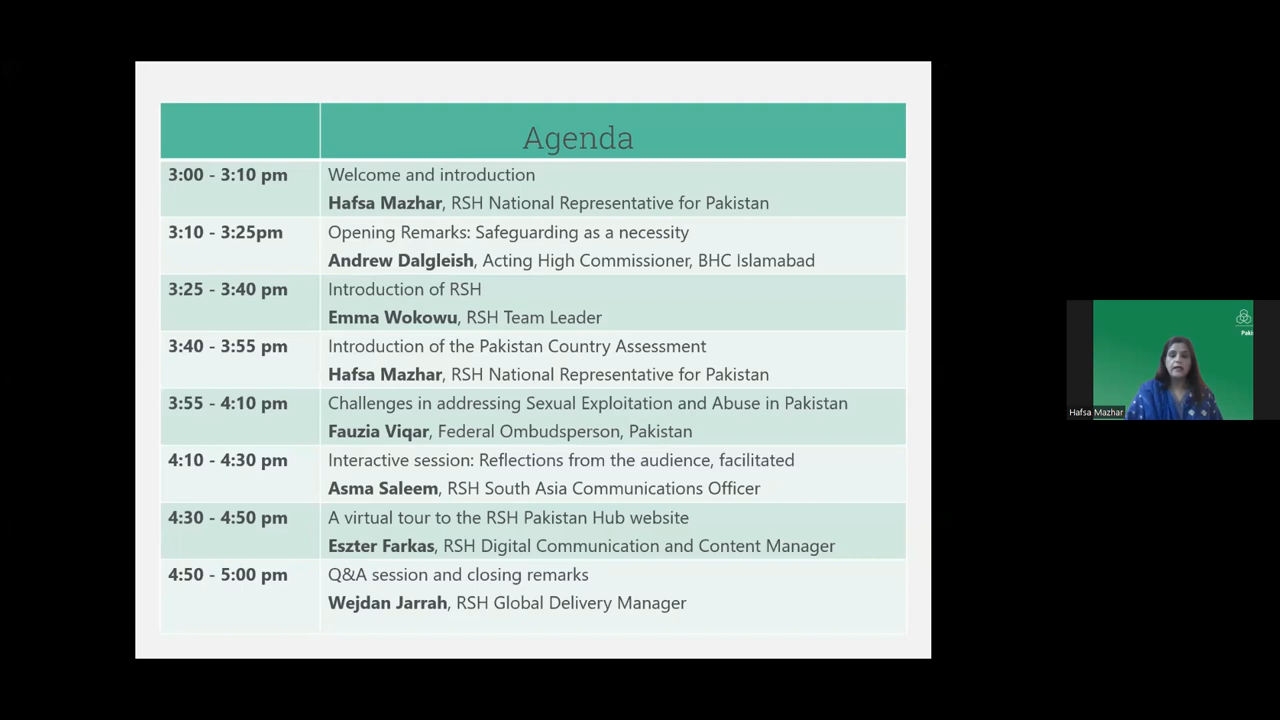 Agenda
3:00 - 3:10 pm
Welcome and introduction
Hafsa Mazhar, RSH National Representative for Pakistan
3:10 - 3:25pm
Opening Remarks: Safeguarding as a necessity
Andrew Dalgleish, Acting High Commissioner, BHC Islamabad
3:25 - 3:40 pm
Introduction of RSH
Emma Wokowu, RSH Team Leader
3:40 - 3:55 pm
Introduction of the Pakistan Country Assessment
Hafsa Mazhar, RSH National Representative for Pakistan
3:55 - 4:10 pm
Challenges in addressing Sexual Exploitation and Abuse in Pakistan
Fauzia Viqar, Federal Ombudsperson, Pakistan
4:10 - 4:30 pm
Interactive session: Reflections from the audience, facilitated
Asma Saleem, RSH South Asia Communications Officer
4:30 - 4:50 pm
A virtual tour to the RSH Pakistan Hub website
Eszter Farkas, RSH Digital Communication and Content Manager
4:50 - 5:00 pm
Q&A session and closing remarks
Wejdan Jarrah, RSH Global Delivery Manager
Hafsa Mazhar